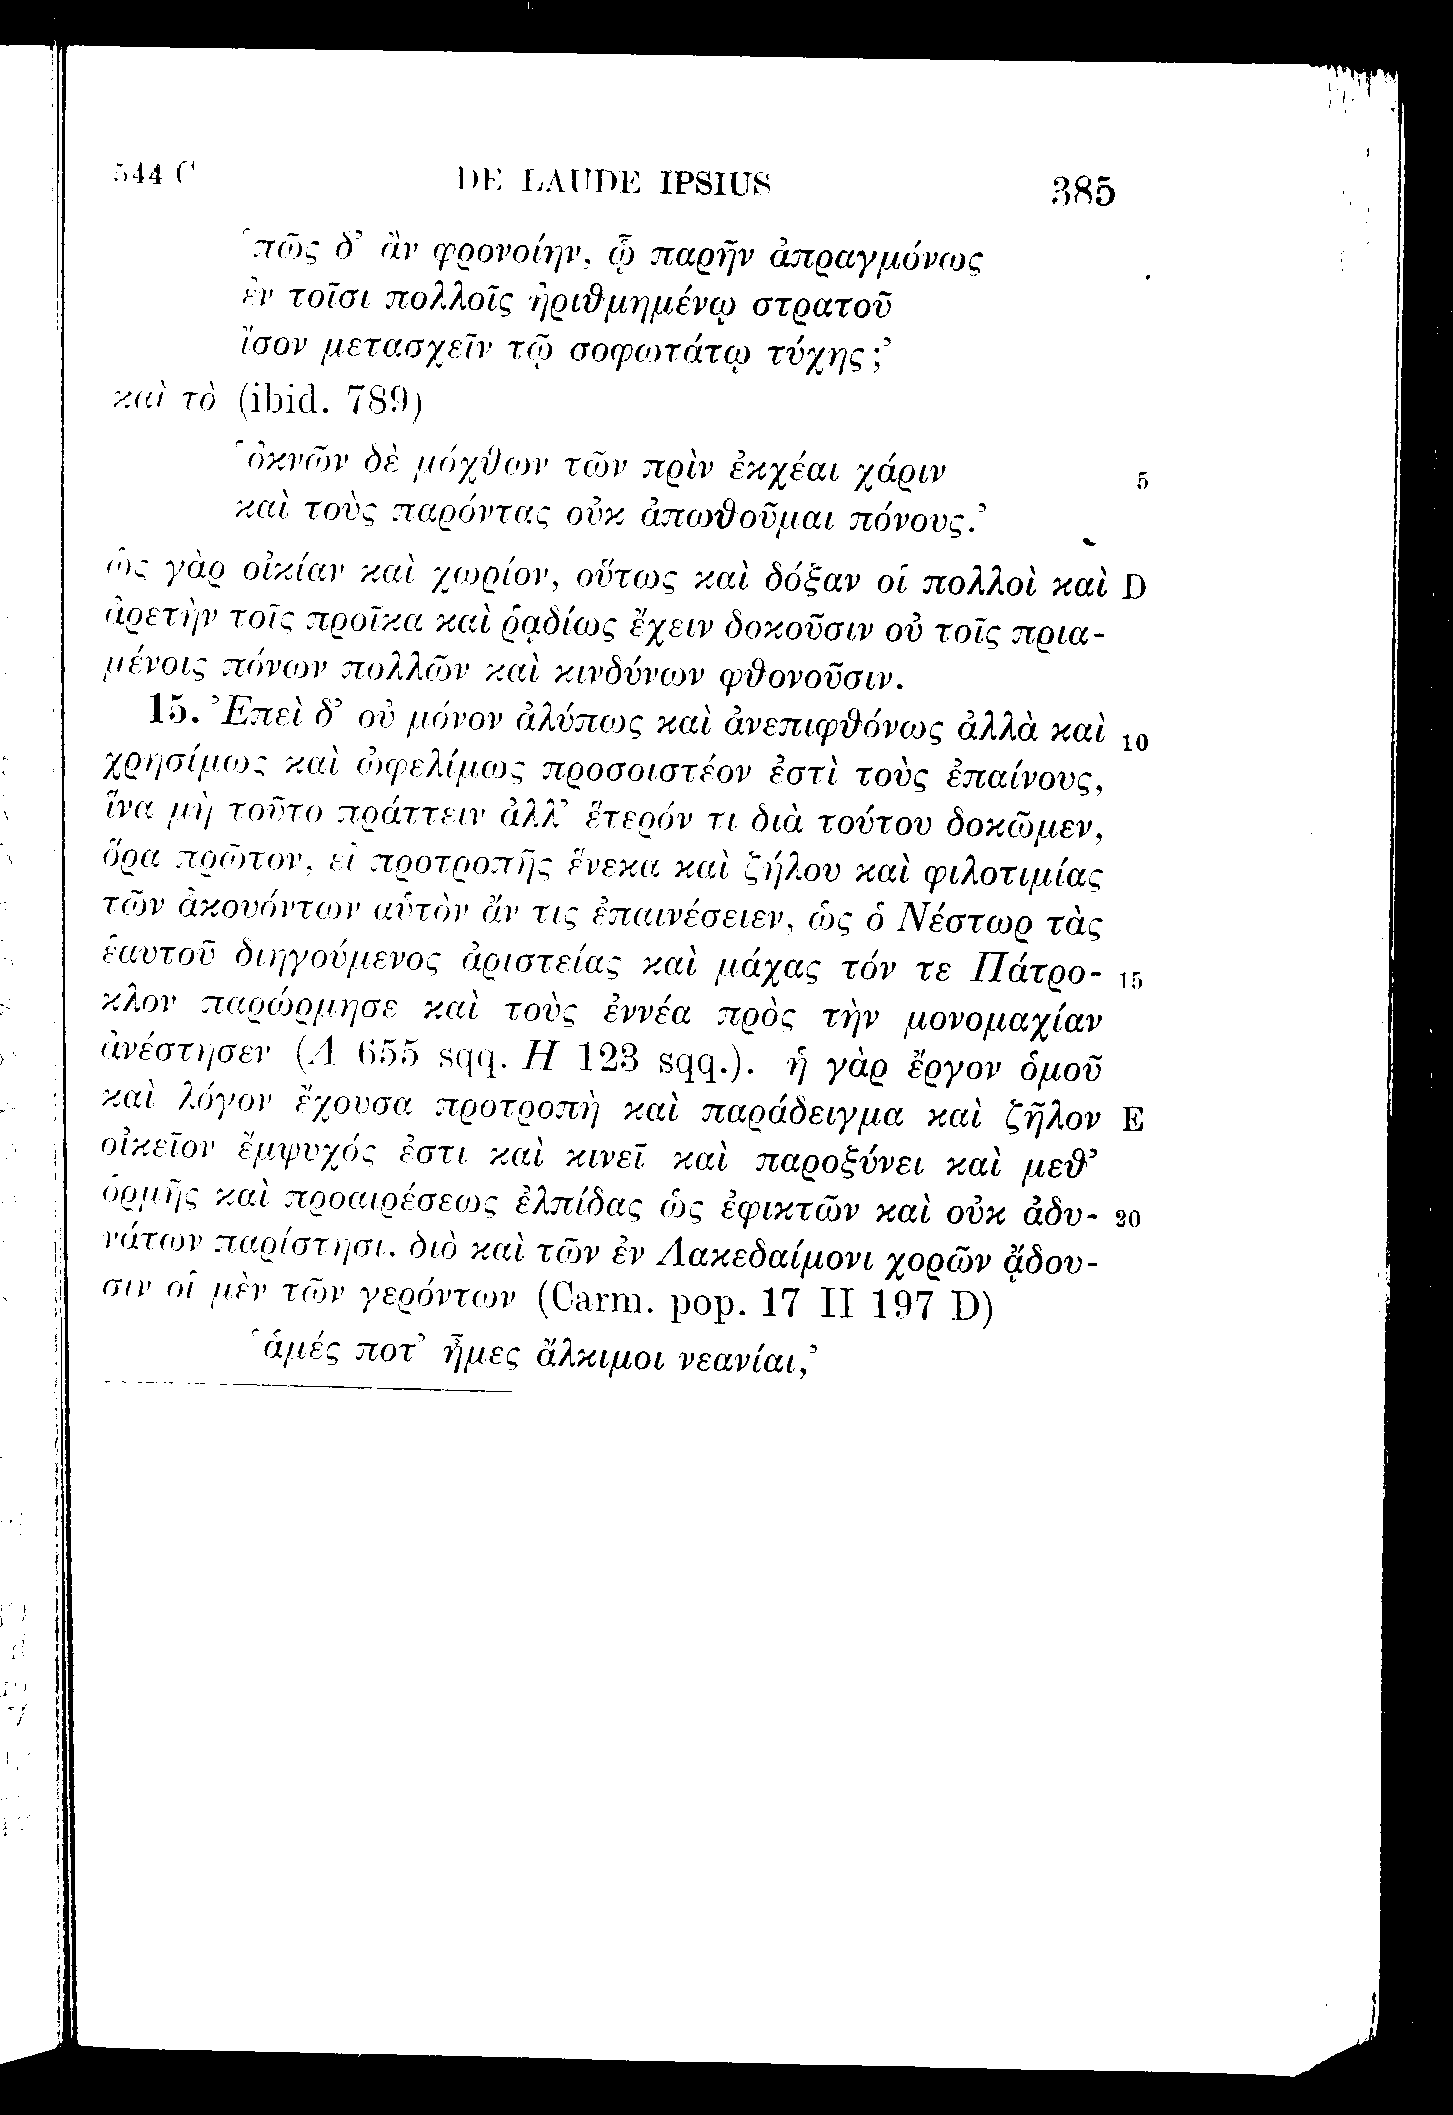 544 C DE LAUDE IPSIUS 385
‘πῶς δ’ ἂν φρονοίην, ᾧ παρῆν ἀπραγμόνως
ἐν τοῖσι πολλοῖς ἠριθμημένῳ στρατοῦ
ἴσον μετασχεῖν τῷ σοφωτάτῳ τύχης;’
καὶ τὸ (ibid. 789)
‘ὀκνῶν δὲ μόχθων τῶν πρὶν ἐκχέαι χάριν 5
καὶ τοὺς παρόντας οὐκ ἀπωθοῦμαι πόνους.’
ὡς γὰρ οἰκίαν καὶ χωρίον, οὕτως καὶ δόξαν οἱ πολλοὶ καὶ D
ἀρετὴν τοῖς προῖκα καὶ ῥᾳδίως ἔχειν δοκοῦσιν οὐ τοῖς πρια-
μένοις πόνων πολλῶν καὶ κινδύνων φθονοῦσιν.
15. Ἐπεὶ δ’ οὐ μόνον ἀλύπως καὶ ἀνεπιφθόνως ἀλλὰ καὶ 10
χρησίμως καὶ ὠφελίμως προσοιστέον ἐστὶ τοὺς ἐπαίνους,
ἵνα μὴ τοῦτο πράττειν ἀλλ’ ἕτερόν τι διὰ τούτου δοκῶμεν,
ὅρα πρῶτον, εἰ προτροπῆς ἕνεκα καὶ ζήλου καὶ φιλοτιμίας
τῶν ἀκουόντων αὑτὸν ἄν τις ἐπαινέσειεν, ὡς ὁ Νέστωρ τὰς
ἑαυτοῦ διηγούμενος ἀριστείας καὶ μάχας τόν τε Πάτρο- 15
κλον παρώρμησε καὶ τοὺς ἐννέα πρὸς τὴν μονομαχίαν
ἀνέστησεν (Λ 655 sqq. Η 123 sqq.). ἡ γὰρ ἔργον ὁμοῦ
καὶ λόγον ἔχουσα προτροπὴ καὶ παράδειγμα καὶ ζῆλον E
οἰκεῖον ἔμψυχός ἐστι καὶ κινεῖ καὶ παροξύνει καὶ μεθ’
ὁρμῆς καὶ προαιρέσεως ἐλπίδας ὡς ἐφικτῶν καὶ οὐκ ἀδυ- 20
νάτων παρίστησι. διὸ καὶ τῶν ἐν Λακεδαίμονι χορῶν ᾄδου-
σιν οἱ μὲν τῶν γερόντων (Carm. pop. 17 II 197 D)
‘ἁμές ποτ’ ἦμες ἄλκιμοι νεανίαι,’